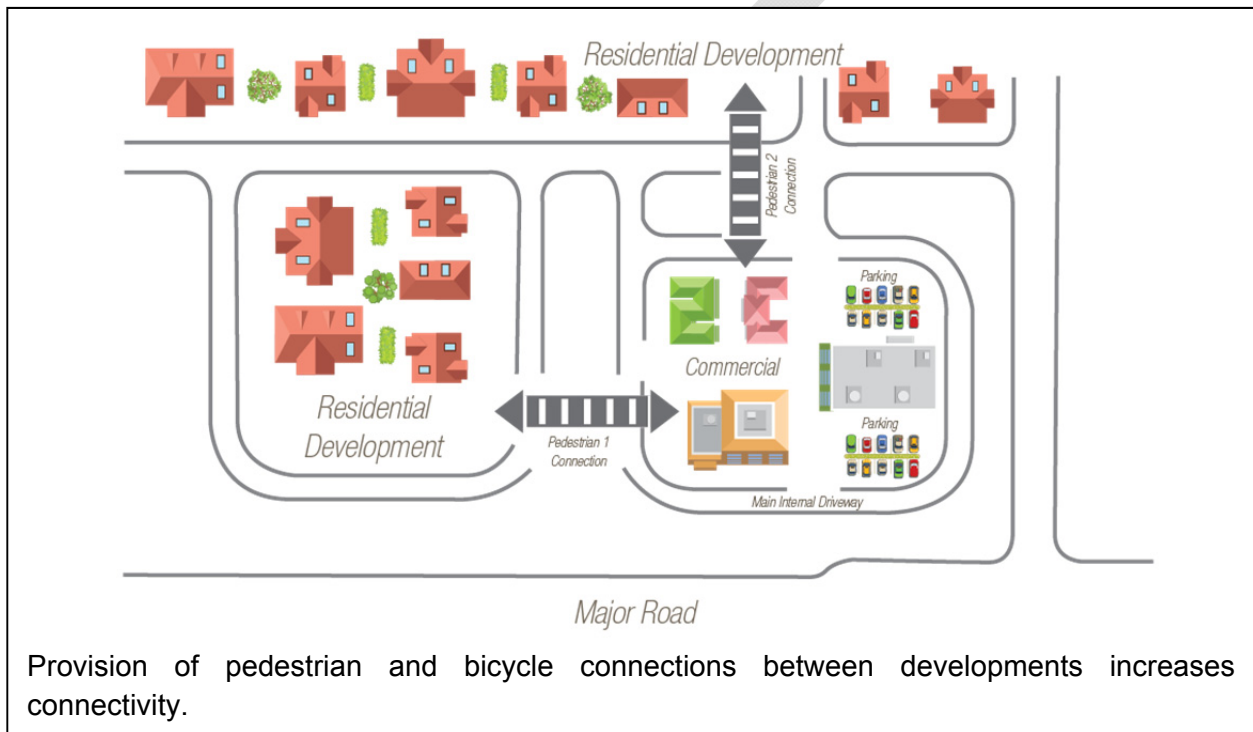 Residential Development
Pedestrian 2
Connection
Parking
Commercial
Residential
Development
Pedestrian 1
Connection
Parking
Main Internal Driveway
Major Road
Provision of pedestrian and bicycle connections between developments increases
connectivity.